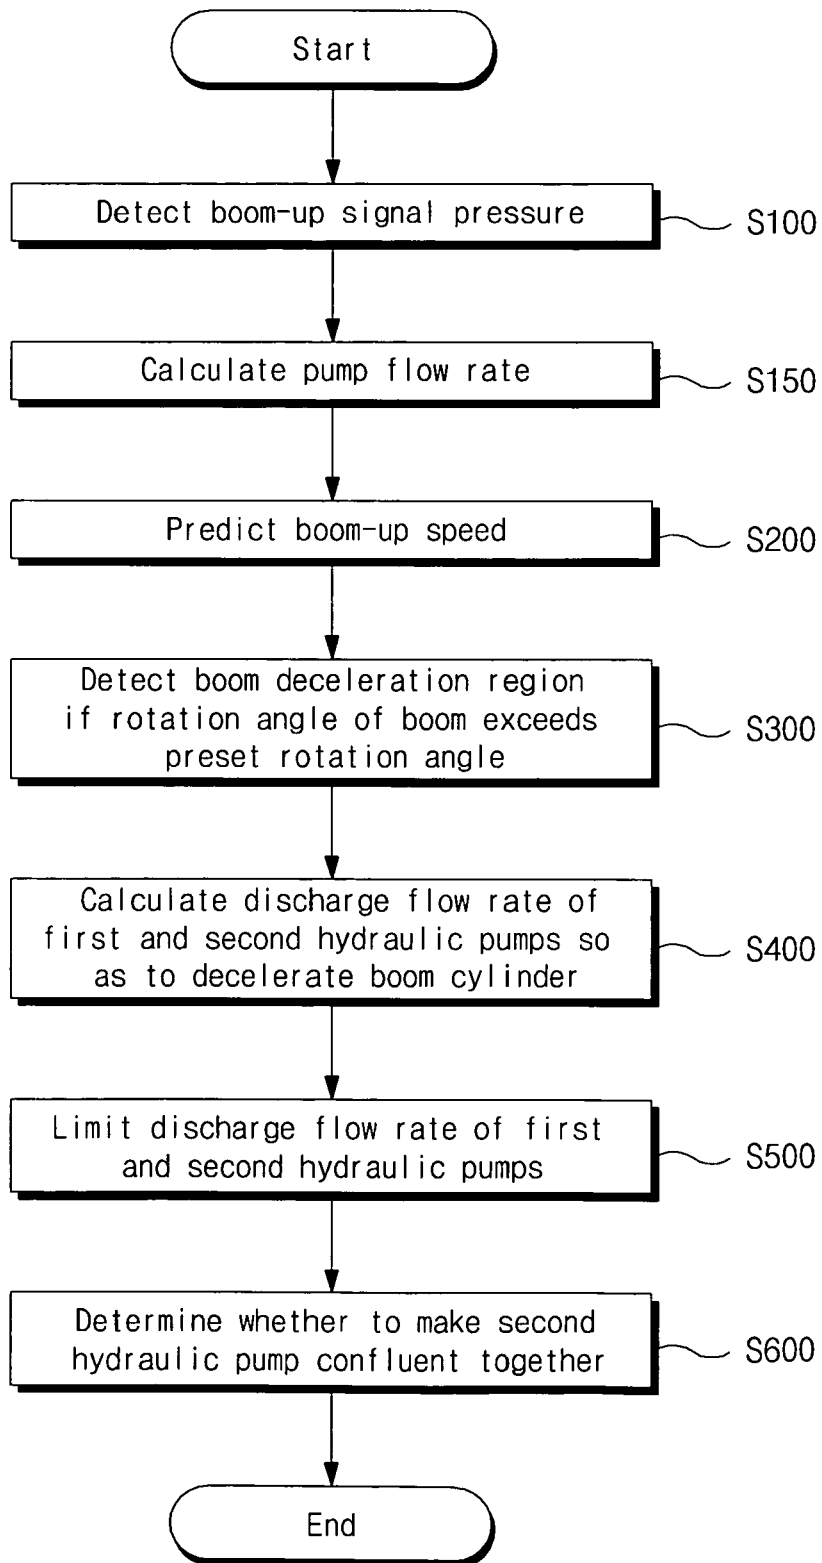 Start
Detect boom-up signal pressure
S100
Calculate pump flow rate
S150
Predict boom-up speed
S200
Detect boom deceleration region
if rotation angle of boom exceeds
preset rotation angle
S300
Calculate discharge flow rate of
first and second hydraulic pumps so
as to decelerate boom cylinder
S400
Limit discharge flow rate of first
and second hydraulic pumps
S500
Determine whether to make second
hydraulic pump confluent together
S600
End